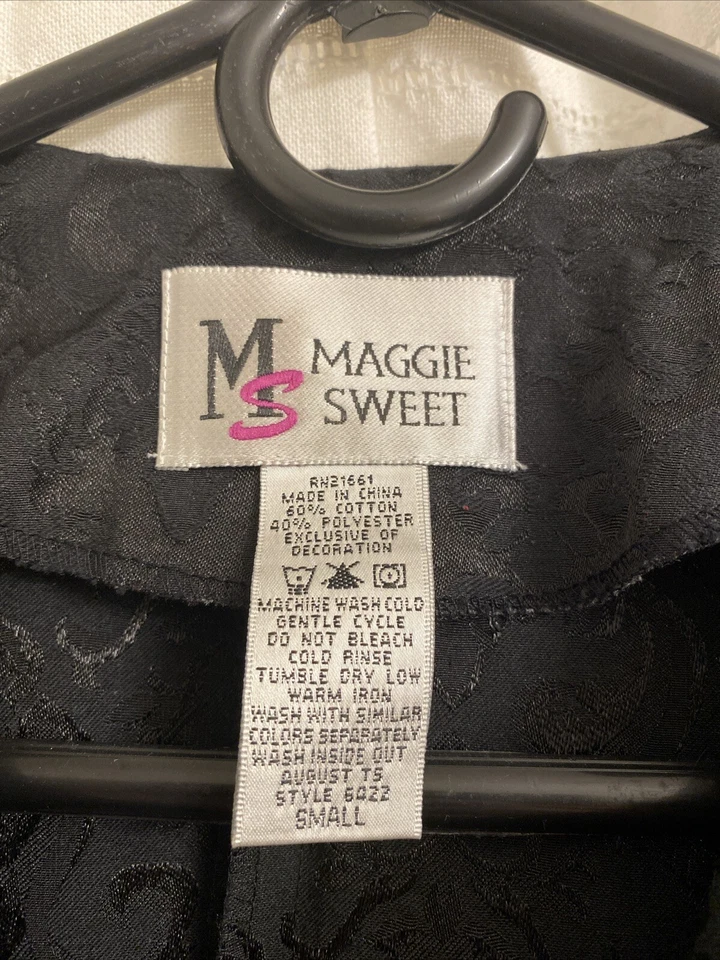 MS MAGGIE
SWEET
RN21661
MADE IN CHINA
60% COTTON
40% POLYESTER
EXCLUSIVE OF
DECORATION
MACHINE WASH COLD
GENTLE CYCLE
DO NOT BLEACH
COLD RINSE
TUMBLE DRY LOW
WARM IRON
WASH WITH SIMILAR
COLORS SEPARATELY
WASH INSIDE OUT
AUGUST TS
STYLE 6422
SMALL